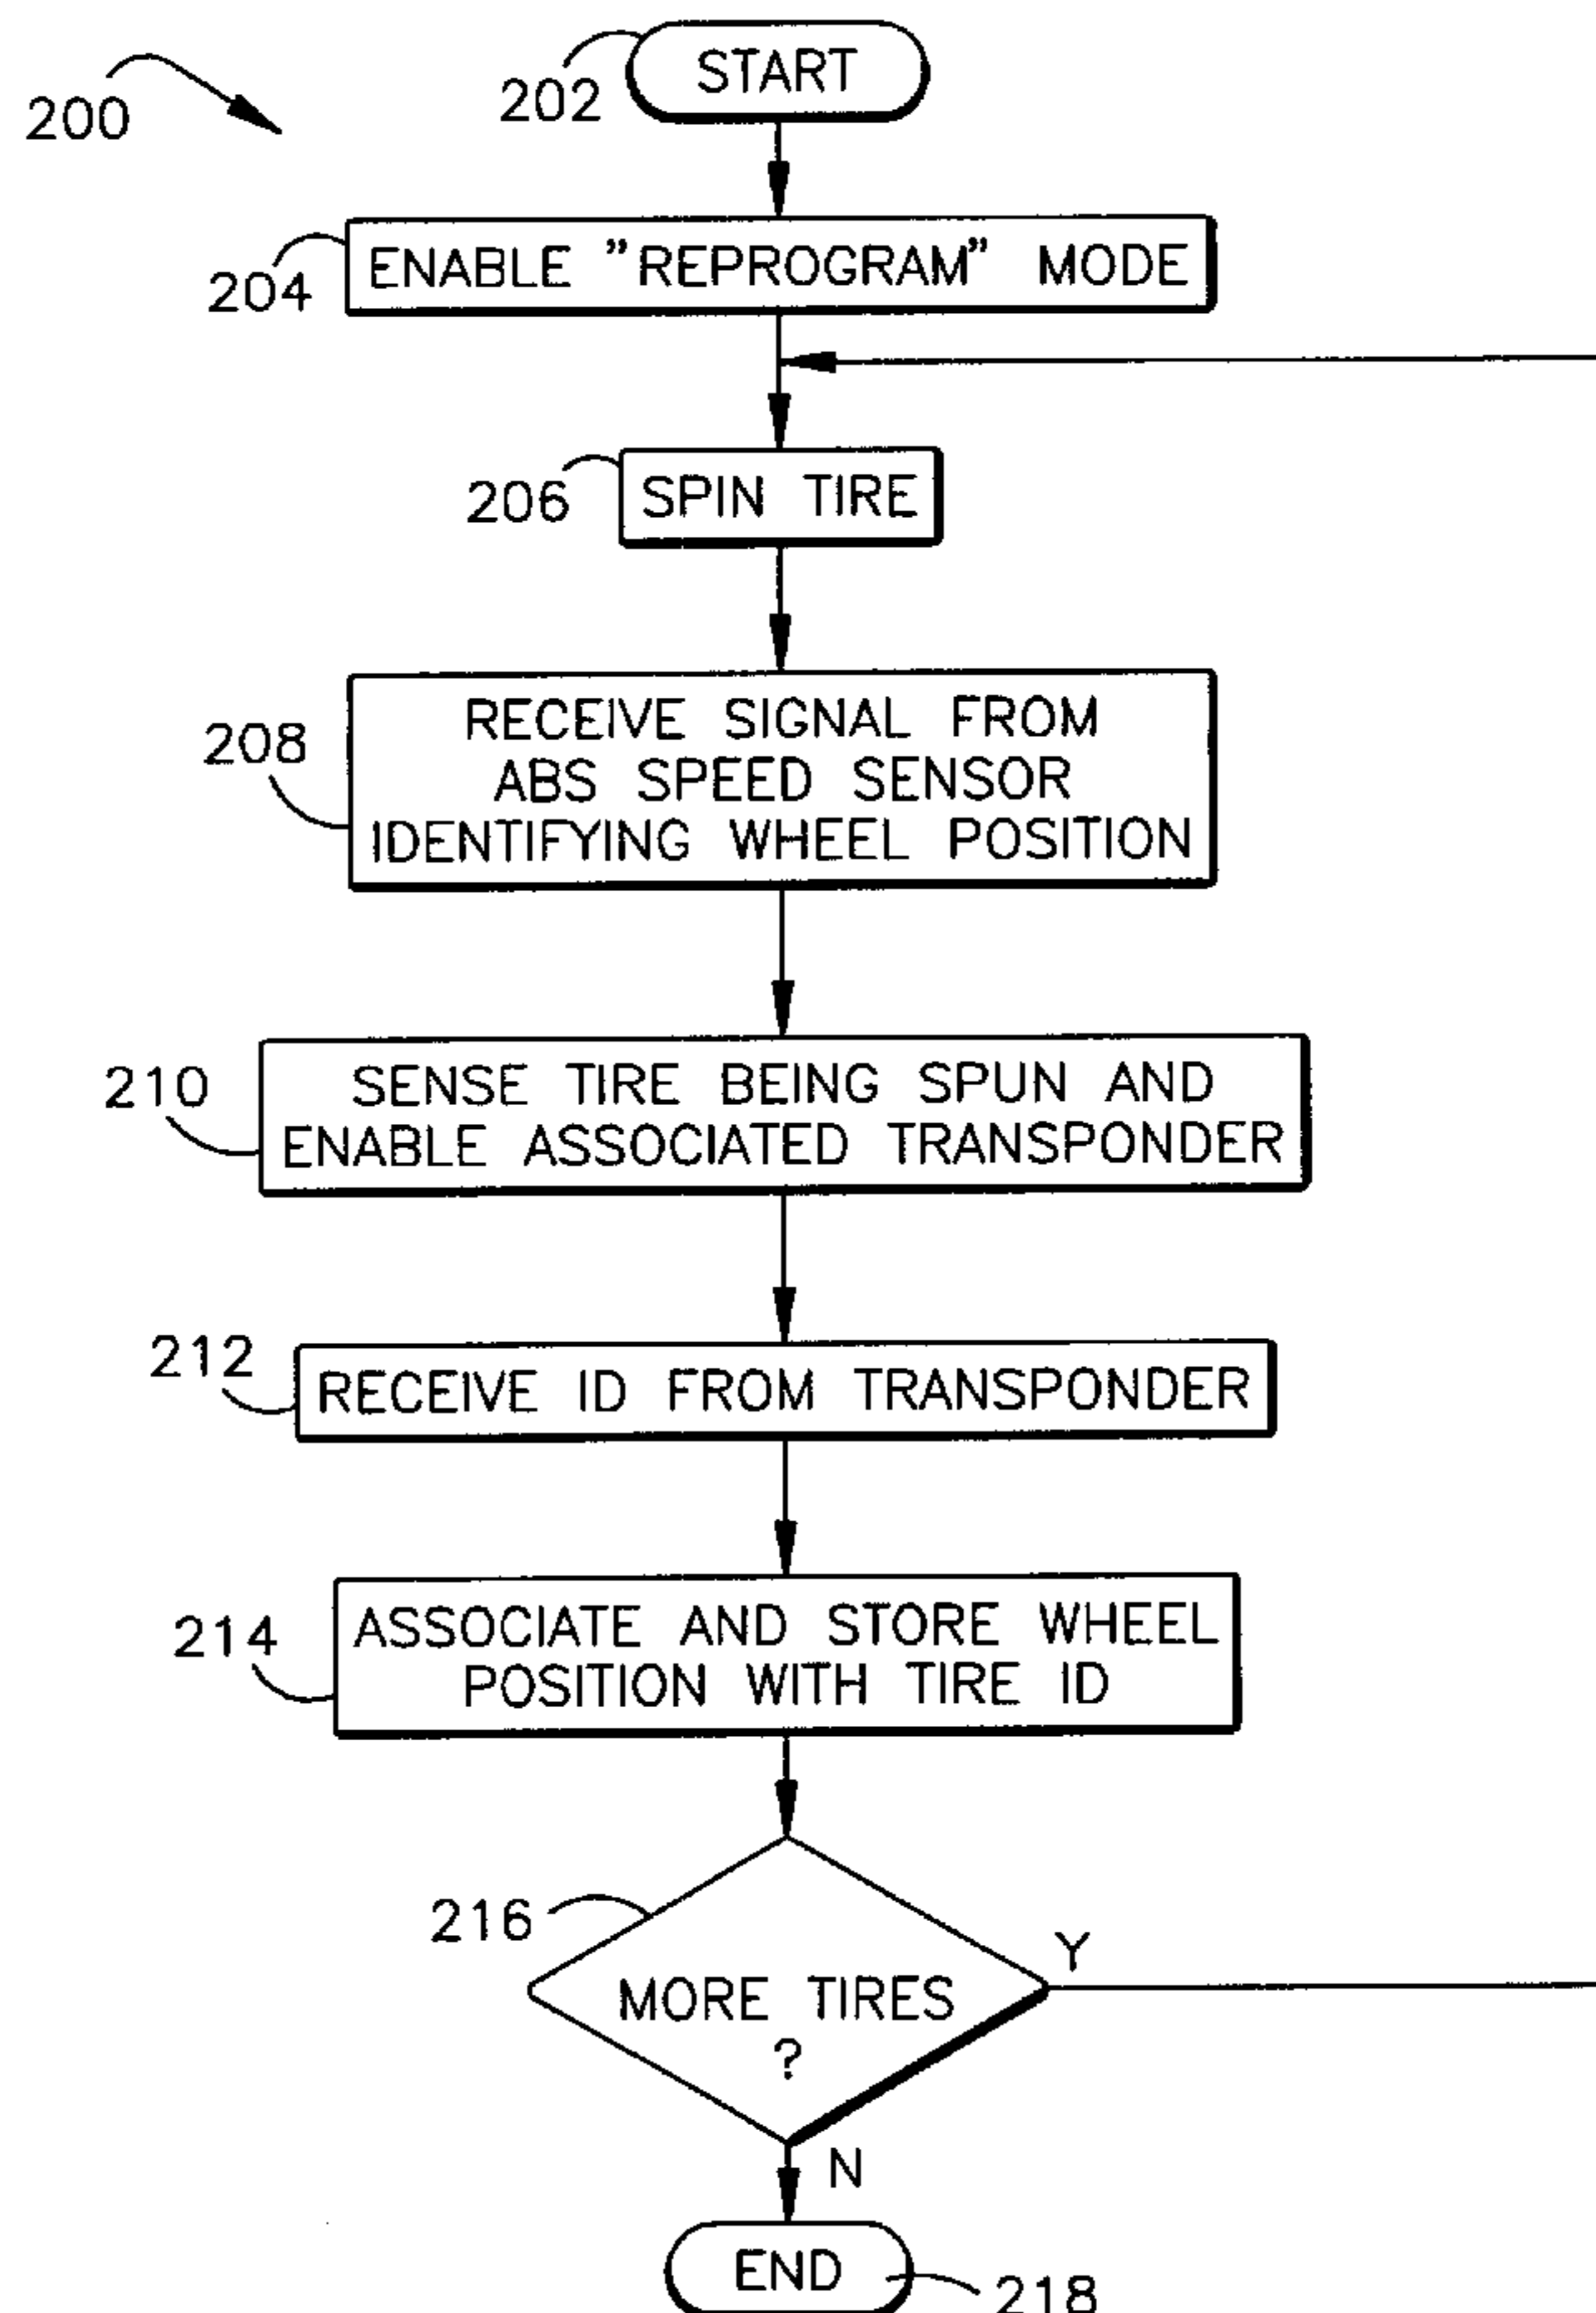 200
202
START
204
ENABLE "REPROGRAM" MODE
206
SPIN TIRE
208
RECEIVE SIGNAL FROM
ABS SPEED SENSOR
IDENTIFYING WHEEL POSITION
210
SENSE TIRE BEING SPUN AND
ENABLE ASSOCIATED TRANSPONDER
212
RECEIVE ID FROM TRANSPONDER
214
ASSOCIATE AND STORE WHEEL
POSITION WITH TIRE ID
216
MORE TIRES
?
Y
N
END
218